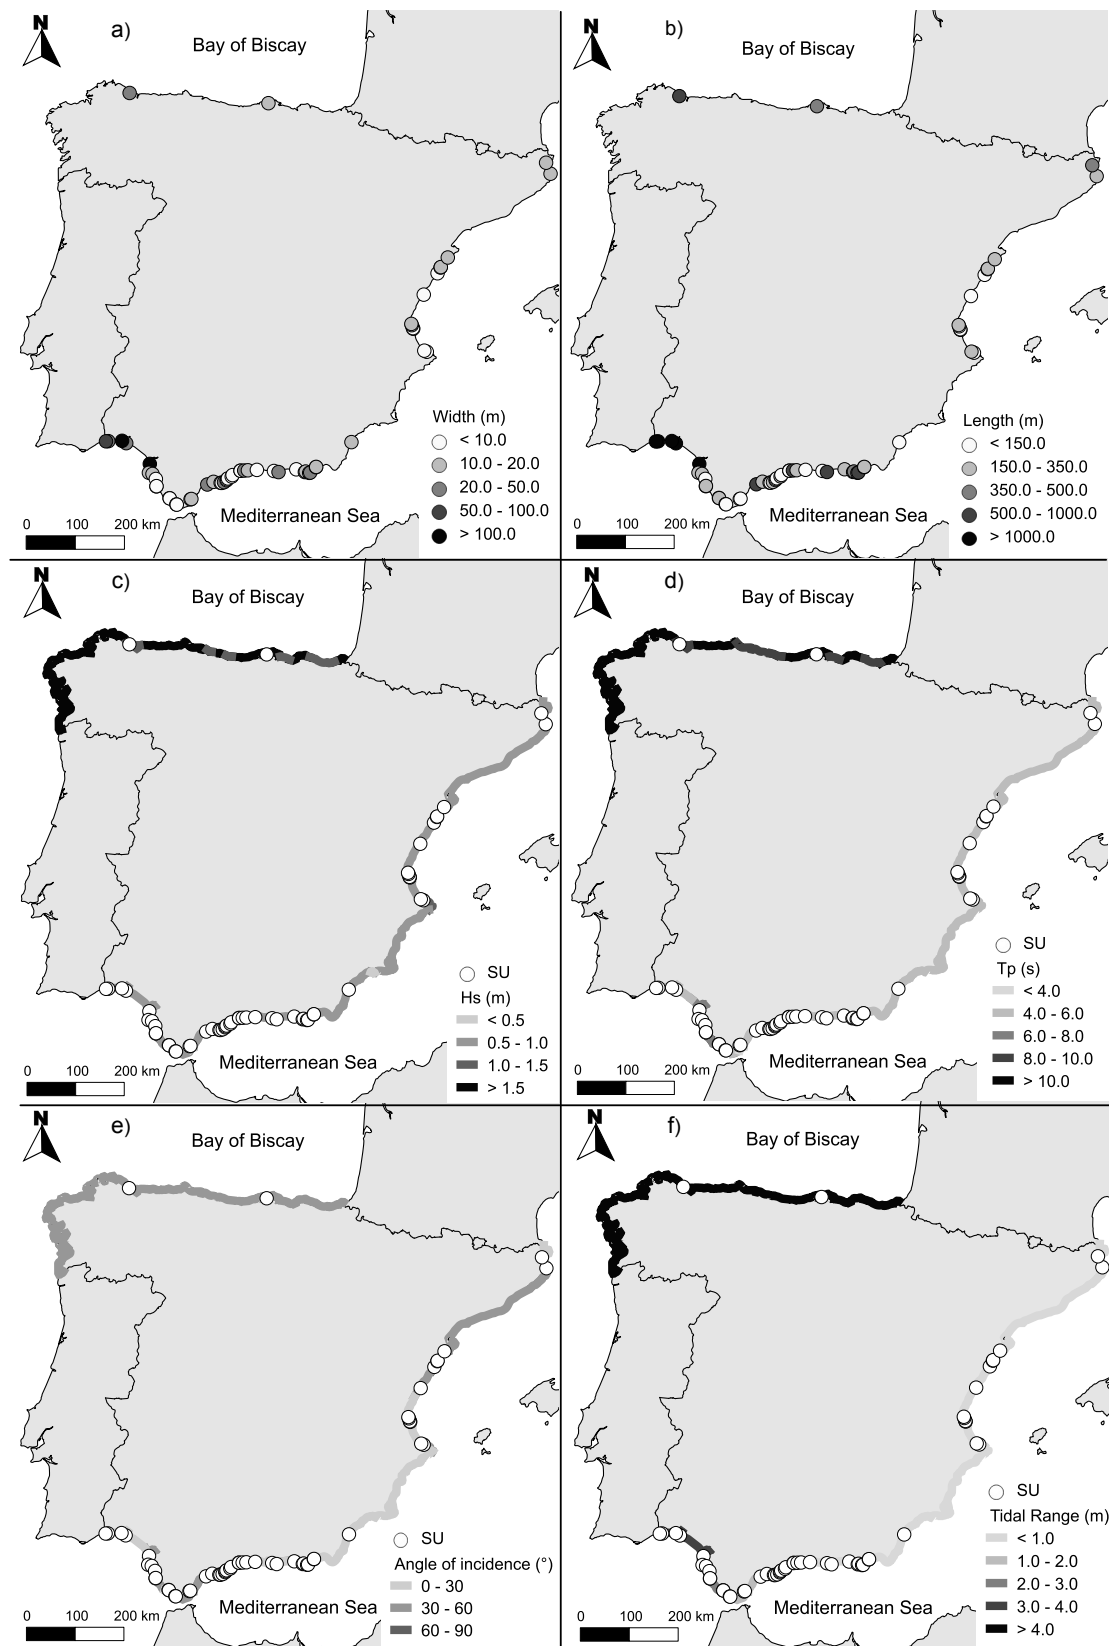 N
a)
Bay of Biscay
Width (m)
< 10.0
10.0 - 20.0
20.0 - 50.0
50.0 - 100.0
> 100.0
0 100 200 km
Mediterranean Sea
N
b)
Bay of Biscay
Length (m)
< 150.0
150.0 - 350.0
350.0 - 500.0
500.0 - 1000.0
> 1000.0
0 100 200 km
Mediterranean Sea
N
c)
Bay of Biscay
SU
Hs (m)
< 0.5
0.5 - 1.0
1.0 - 1.5
> 1.5
0 100 200 km
Mediterranean Sea
N
d)
Bay of Biscay
SU
Tp (s)
< 4.0
4.0 - 6.0
6.0 - 8.0
8.0 - 10.0
> 10.0
0 100 200 km
Mediterranean Sea
N
e)
Bay of Biscay
SU
Angle of incidence (°)
0 - 30
30 - 60
60 - 90
0 100 200 km
Mediterranean Sea
N
f)
Bay of Biscay
SU
Tidal Range (m)
< 1.0
1.0 - 2.0
2.0 - 3.0
3.0 - 4.0
> 4.0
0 100 200 km
Mediterranean Sea